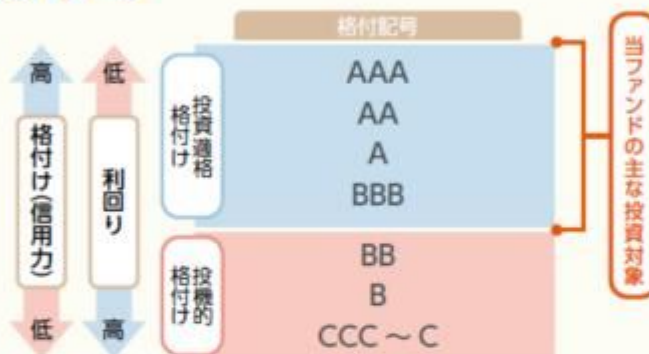 格付記号
高
低
格付け(信用力)
利回り
低
高
投資適格
格付け
AAA
AA
A
BBB
投機的
格付け
BB
B
CCC～C
当ファンドの主な投資対象